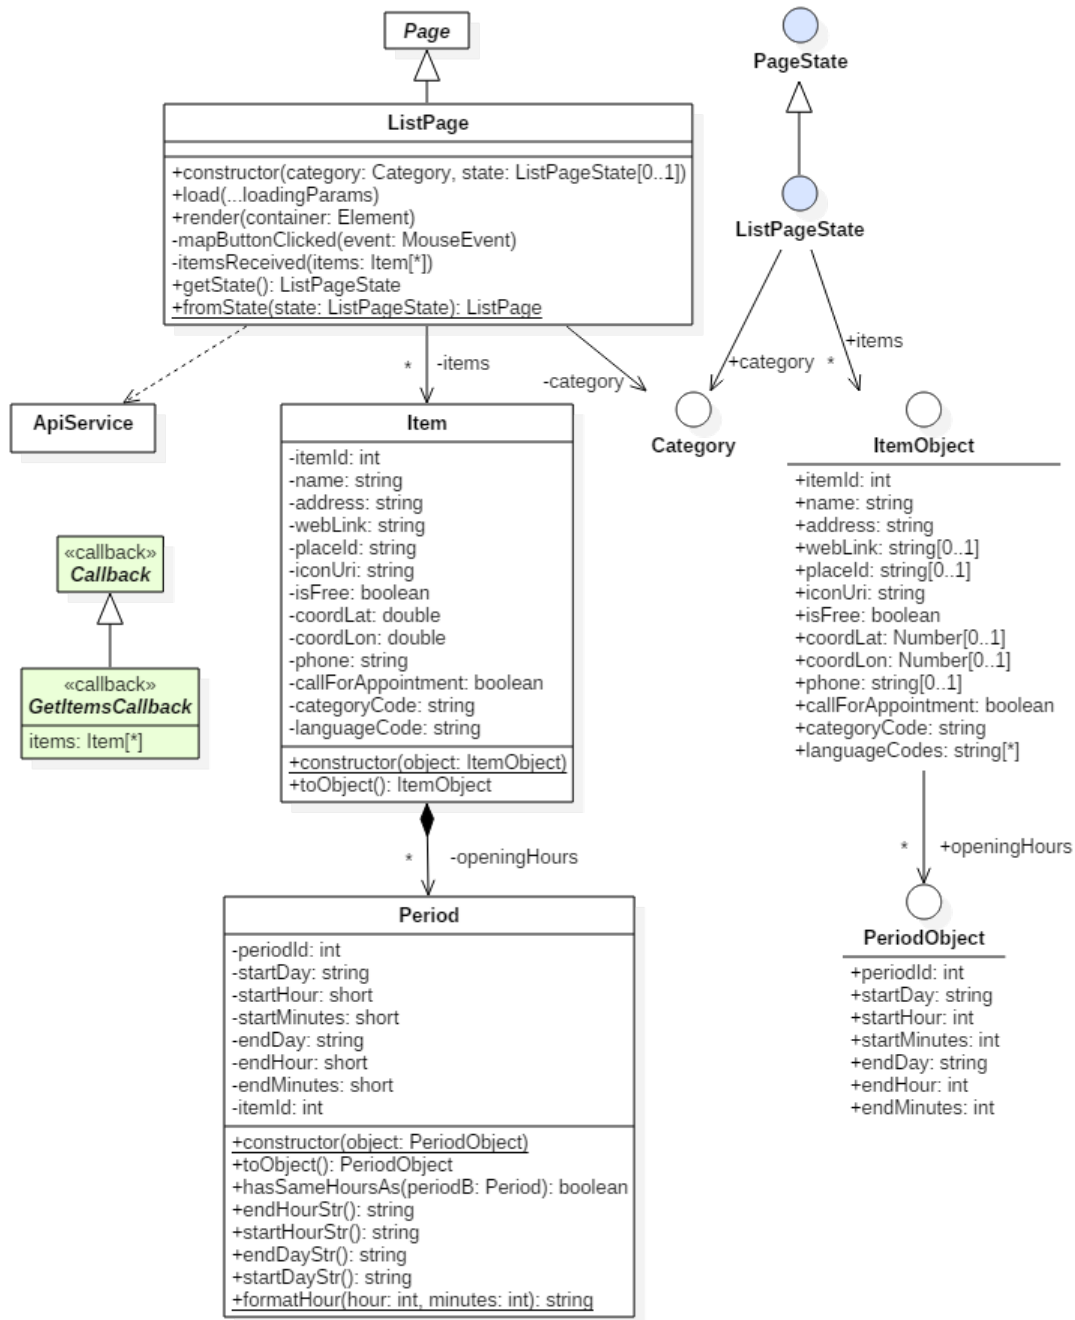 Page
PageState
ListPage
+constructor(category: Category, state: ListPageState[0..1])
+load(...loadingParams)
+render(container: Element)
-mapButtonClicked(event: MouseEvent)
-itemsReceived(items: Item[*])
+getState(): ListPageState
+fromState(state: ListPageState): ListPage
ListPageState
* -items
-category
+category
* +items
ApiService
Item
-itemId: int
-name: string
-address: string
-webLink: string
-placeId: string
-iconUri: string
-isFree: boolean
-coordLat: double
-coordLon: double
-phone: string
-callForAppointment: boolean
-categoryCode: string
-languageCode: string
+constructor(object: ItemObject)
+toObject(): ItemObject
Category
ItemObject
+itemId: int
+name: string
+address: string
+webLink: string[0..1]
+placeId: string[0..1]
+iconUri: string
+isFree: boolean
+coordLat: Number[0..1]
+coordLon: Number[0..1]
+phone: string[0..1]
+callForAppointment: boolean
+categoryCode: string
+languageCodes: string[*]
«callback»
Callback
«callback»
GetItemsCallback
items: Item[*]
* -openingHours
* +openingHours
Period
-periodId: int
-startDay: string
-startHour: short
-startMinutes: short
-endDay: string
-endHour: short
-endMinutes: short
-itemId: int
+constructor(object: PeriodObject)
+toObject(): PeriodObject
+hasSameHoursAs(periodB: Period): boolean
+endHourStr(): string
+startHourStr(): string
+endDayStr(): string
+startDayStr(): string
+formatHour(hour: int, minutes: int): string
PeriodObject
+periodId: int
+startDay: string
+startHour: int
+startMinutes: int
+endDay: string
+endHour: int
+endMinutes: int